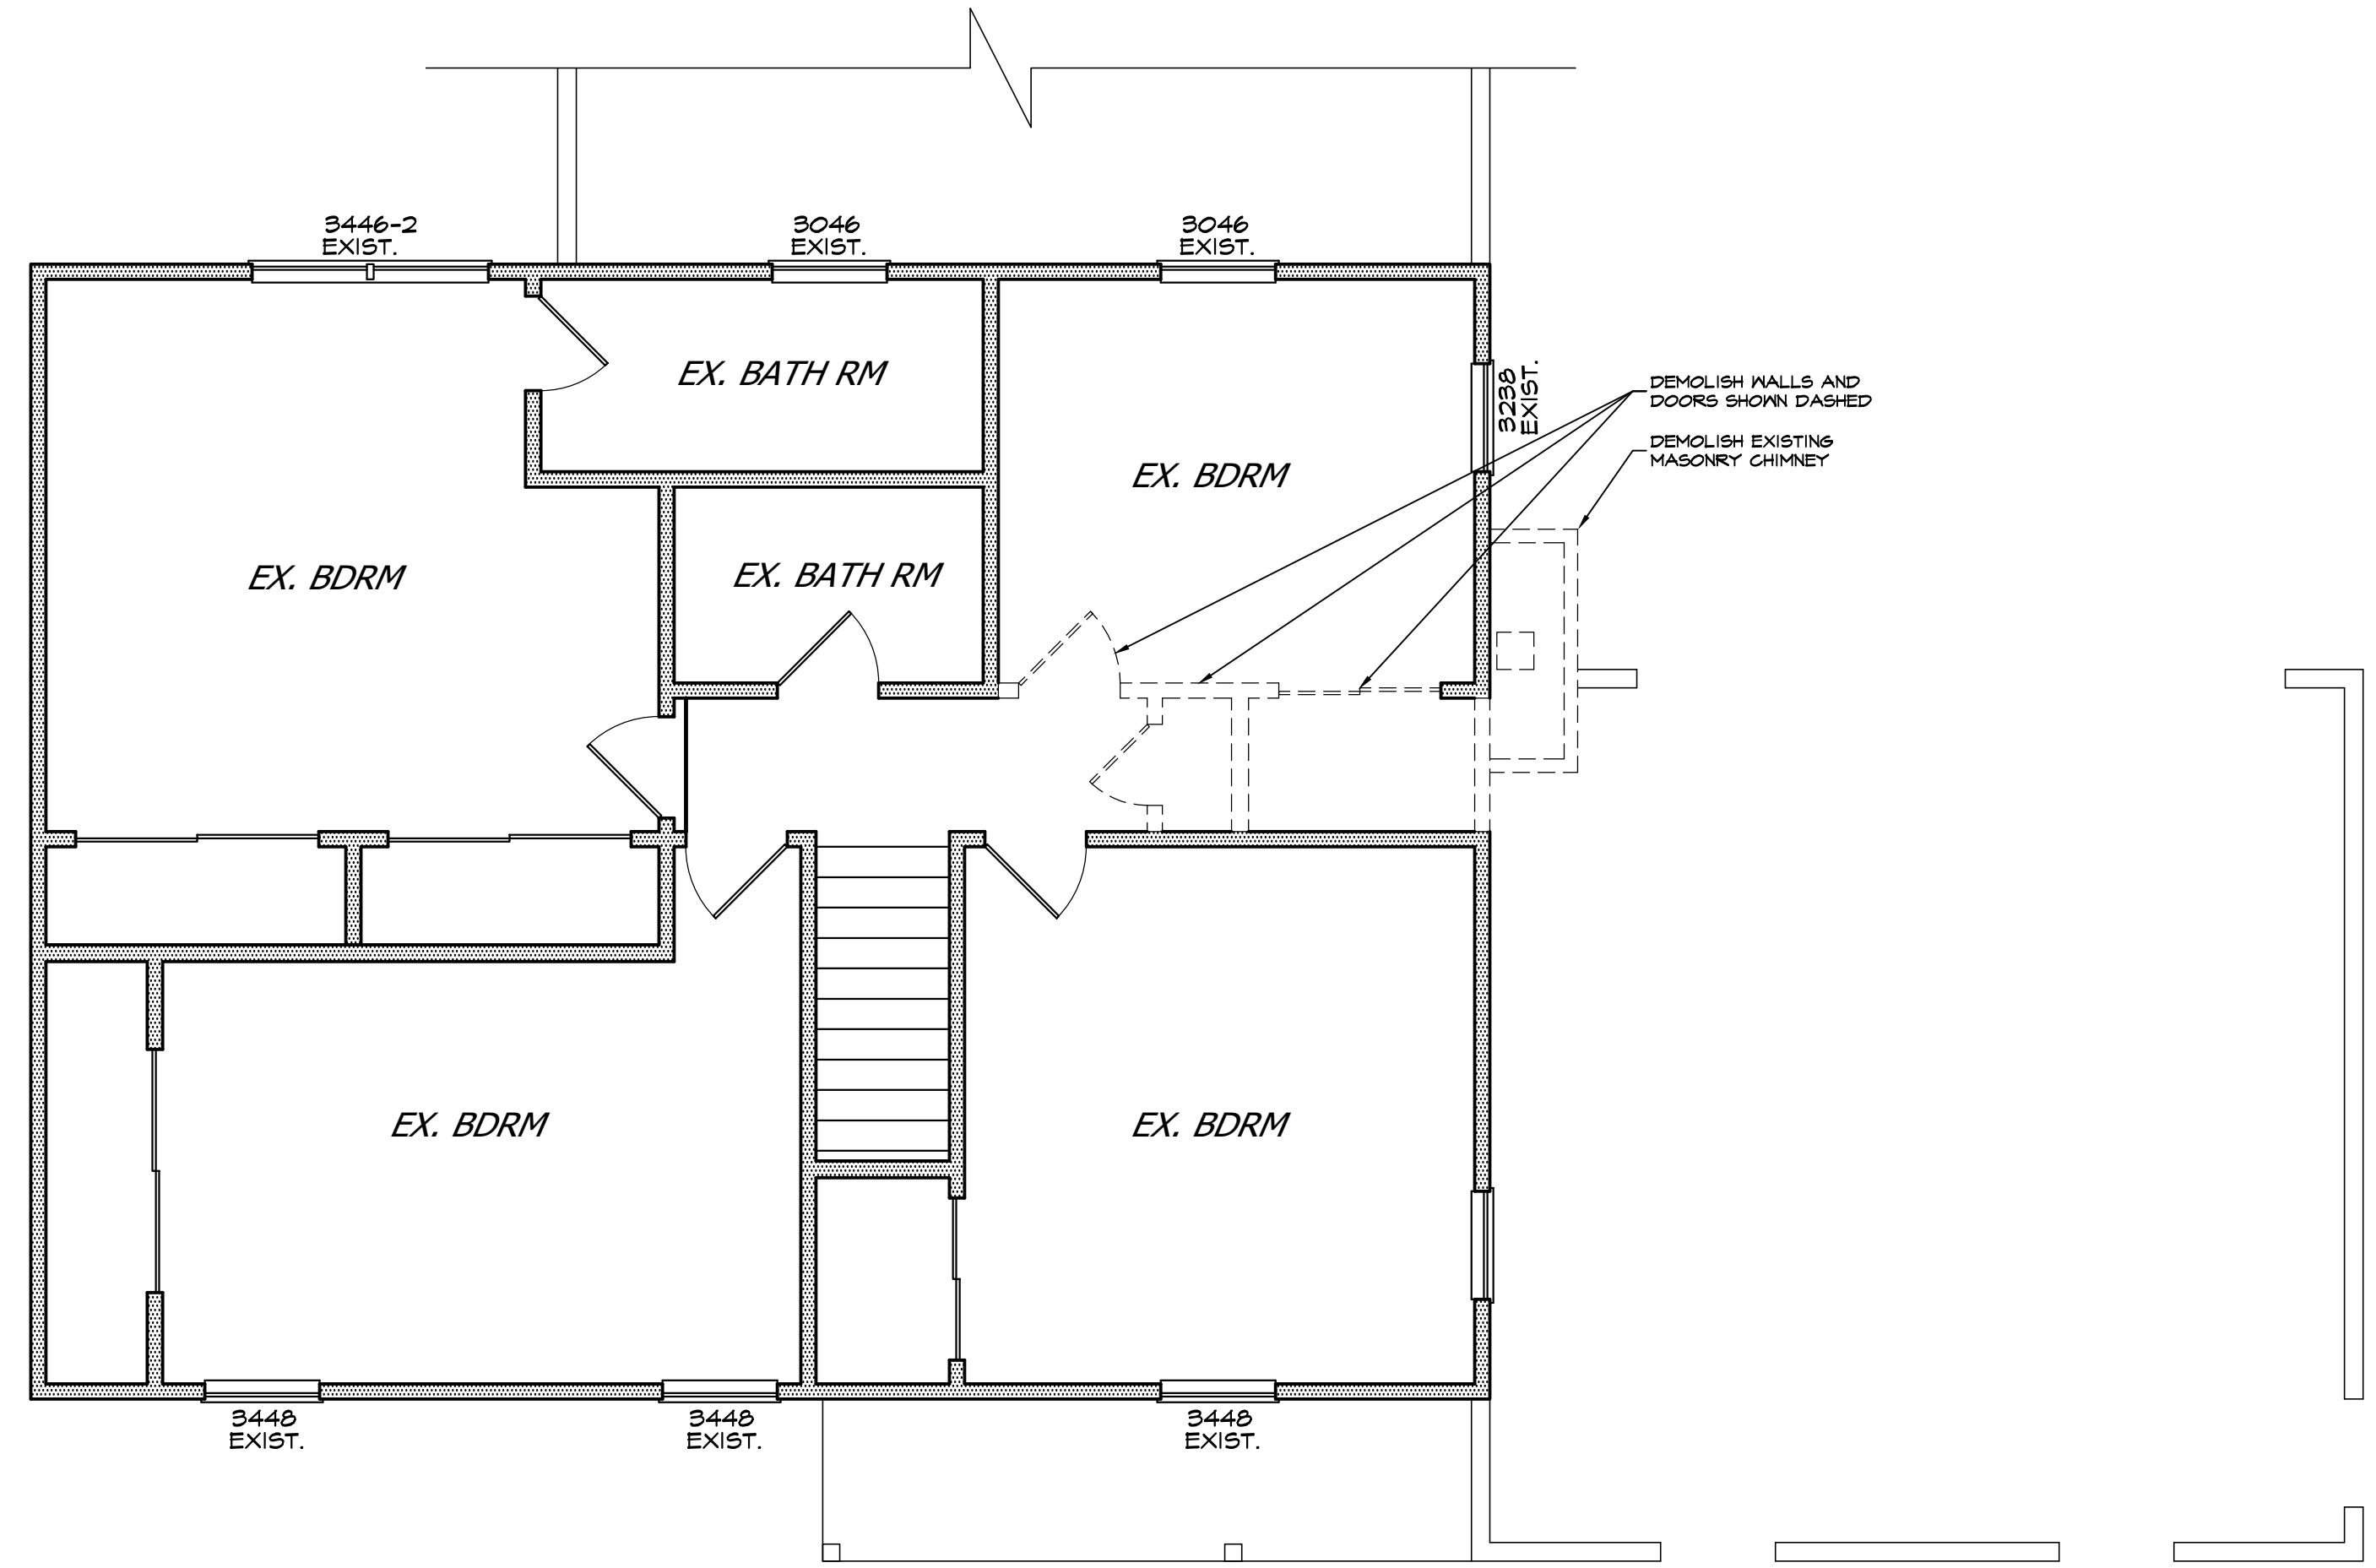 3446-2
EXIST.
3046
EXIST.
3046
EXIST.
EX. BATH RM
3238
EXIST.
DEMOLISH WALLS AND
DOORS SHOWN DASHED
DEMOLISH EXISTING
MASONRY CHIMNEY
EX. BDRM
EX. BDRM
EX. BATH RM
EX. BDRM
EX. BDRM
3448
EXIST.
3448
EXIST.
3448
EXIST.